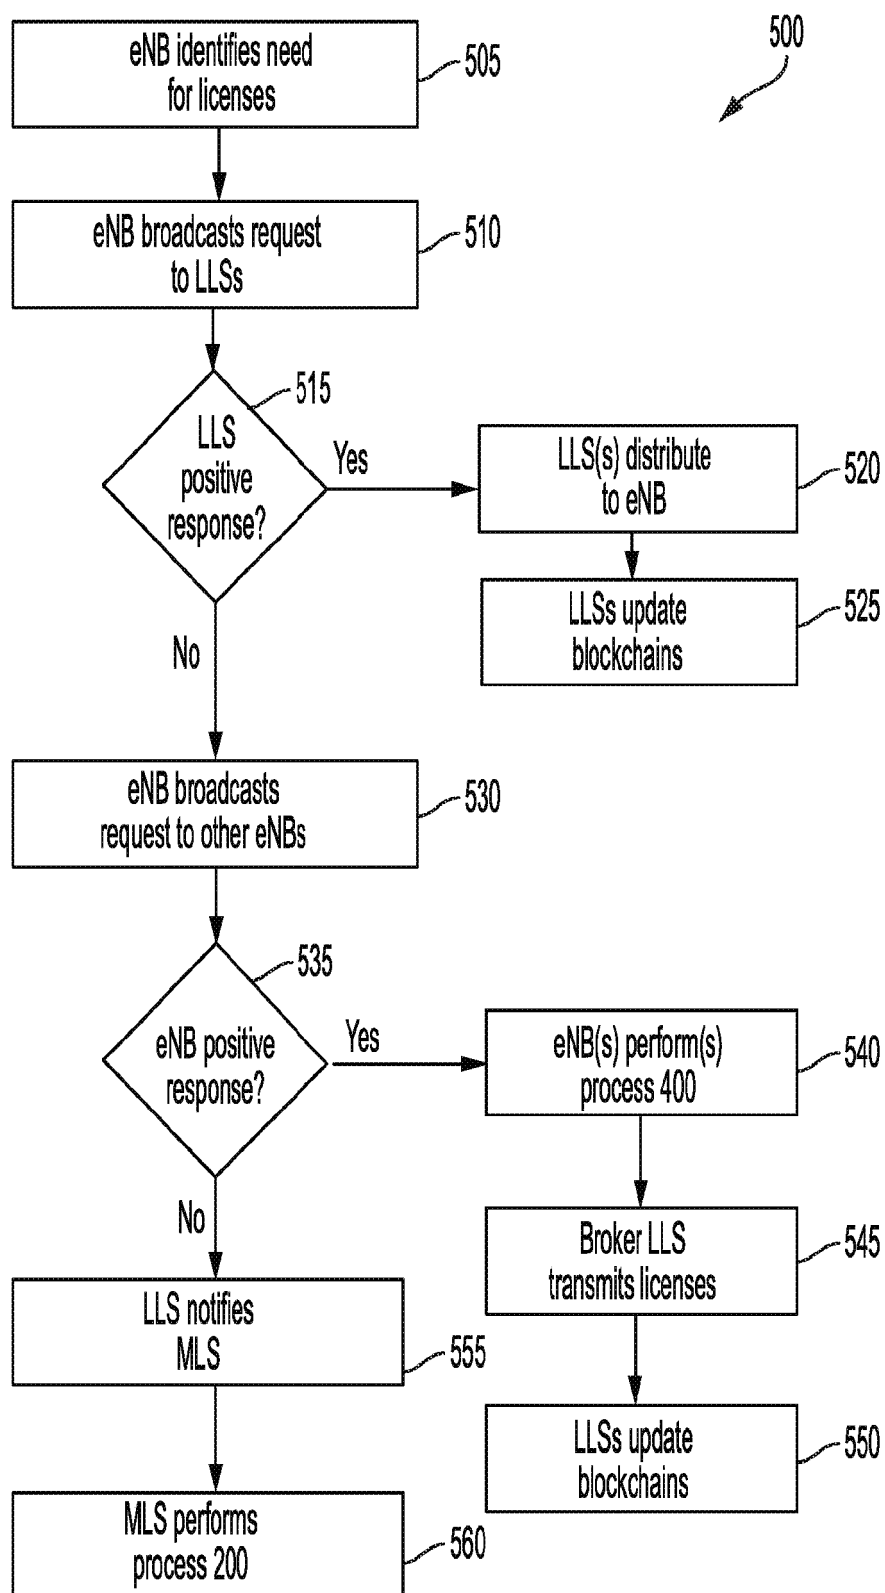 500
eNB identifies need
for licenses
505
eNB broadcasts request
to LLSs
510
LLS
positive
response?
515
Yes
LLS(s) distribute
to eNB
520
LLSs update
blockchains
525
No
eNB broadcasts
request to other eNBs
530
eNB positive
response?
535
Yes
eNB(s) perform(s)
process 400
540
Broker LLS
transmits licenses
545
LLSs update
blockchains
550
No
LLS notifies
MLS
555
MLS performs
process 200
560